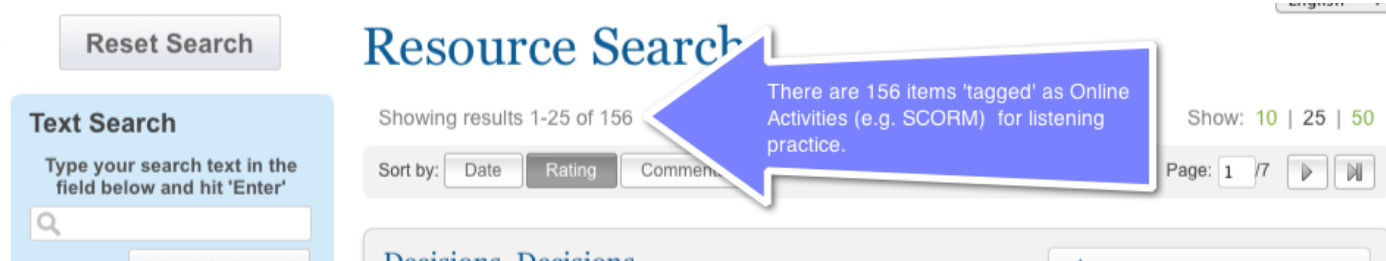 English
Reset Search
Resource Search
There are 156 items 'tagged' as Online
Activities (e.g. SCORM) for listening
practice.
Showing results 1-25 of 156
Show: 10 | 25 | 50
Text Search
Type your search text in the
field below and hit 'Enter'
Sort by: Date Rating Comments
Page: 1 /7
Decisions, Decisions